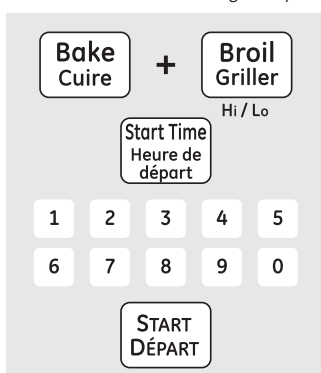 Bake + Broil
Cuire Griller
Hi / Lo
Start Time
Heure de
départ
1 2 3 4 5
6 7 8 9 0
START
DÉPART